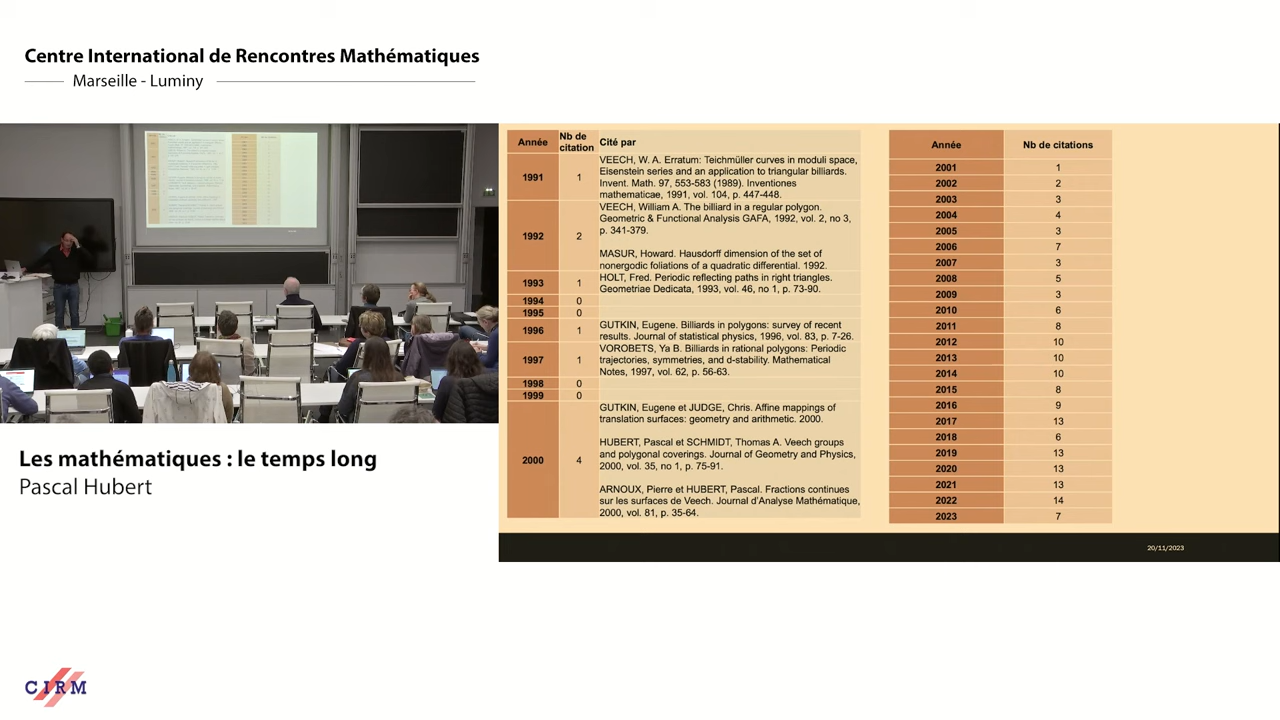 Centre International de Rencontres Mathématiques
Marseille - Luminy
Les mathématiques : le temps long
Pascal Hubert
CIRM
Année
Nb de
citation
Cité par
1991
1
VEECH, W. A. Erratum: Teichmüller curves in moduli space,
Eisenstein series and an application to triangular billiards.
Invent. Math. 97, 553-583 (1989). Inventiones
mathematicae, 1991, vol. 104, p. 447-448.
1992
2
VEECH, William A. The billiard in a regular polygon.
Geometric & Functional Analysis GAFA, 1992, vol. 2, no 3,
p. 341-379.
MASUR, Howard. Hausdorff dimension of the set of
nonergodic foliations of a quadratic differential. 1992.
1993
1
HOLT, Fred. Periodic reflecting paths in right triangles.
Geometriae Dedicata, 1993, vol. 46, no 1, p. 73-90.
1994
0
1995
0
1996
1
GUTKIN, Eugene. Billiards in polygons: survey of recent
results. Journal of statistical physics, 1996, vol. 83, p. 7-26.
1997
1
VOROBETS, Ya B. Billiards in rational polygons: Periodic
trajectories, symmetries, and d-stability. Mathematical
Notes, 1997, vol. 62, p. 56-63.
1998
0
1999
0
2000
4
GUTKIN, Eugene et JUDGE, Chris. Affine mappings of
translation surfaces: geometry and arithmetic. 2000.
HUBERT, Pascal et SCHMIDT, Thomas A. Veech groups
and polygonal coverings. Journal of Geometry and Physics,
2000, vol. 35, no 1, p. 75-91.
ARNOUX, Pierre et HUBERT, Pascal. Fractions continues
sur les surfaces de Veech. Journal d'Analyse Mathématique,
2000, vol. 81, p. 35-64.
Année Nb de citations
2001 1
2002 2
2003 3
2004 4
2005 3
2006 7
2007 3
2008 5
2009 3
2010 6
2011 8
2012 10
2013 10
2014 10
2015 8
2016 9
2017 13
2018 6
2019 13
2020 13
2021 13
2022 14
2023 7
20/11/2023